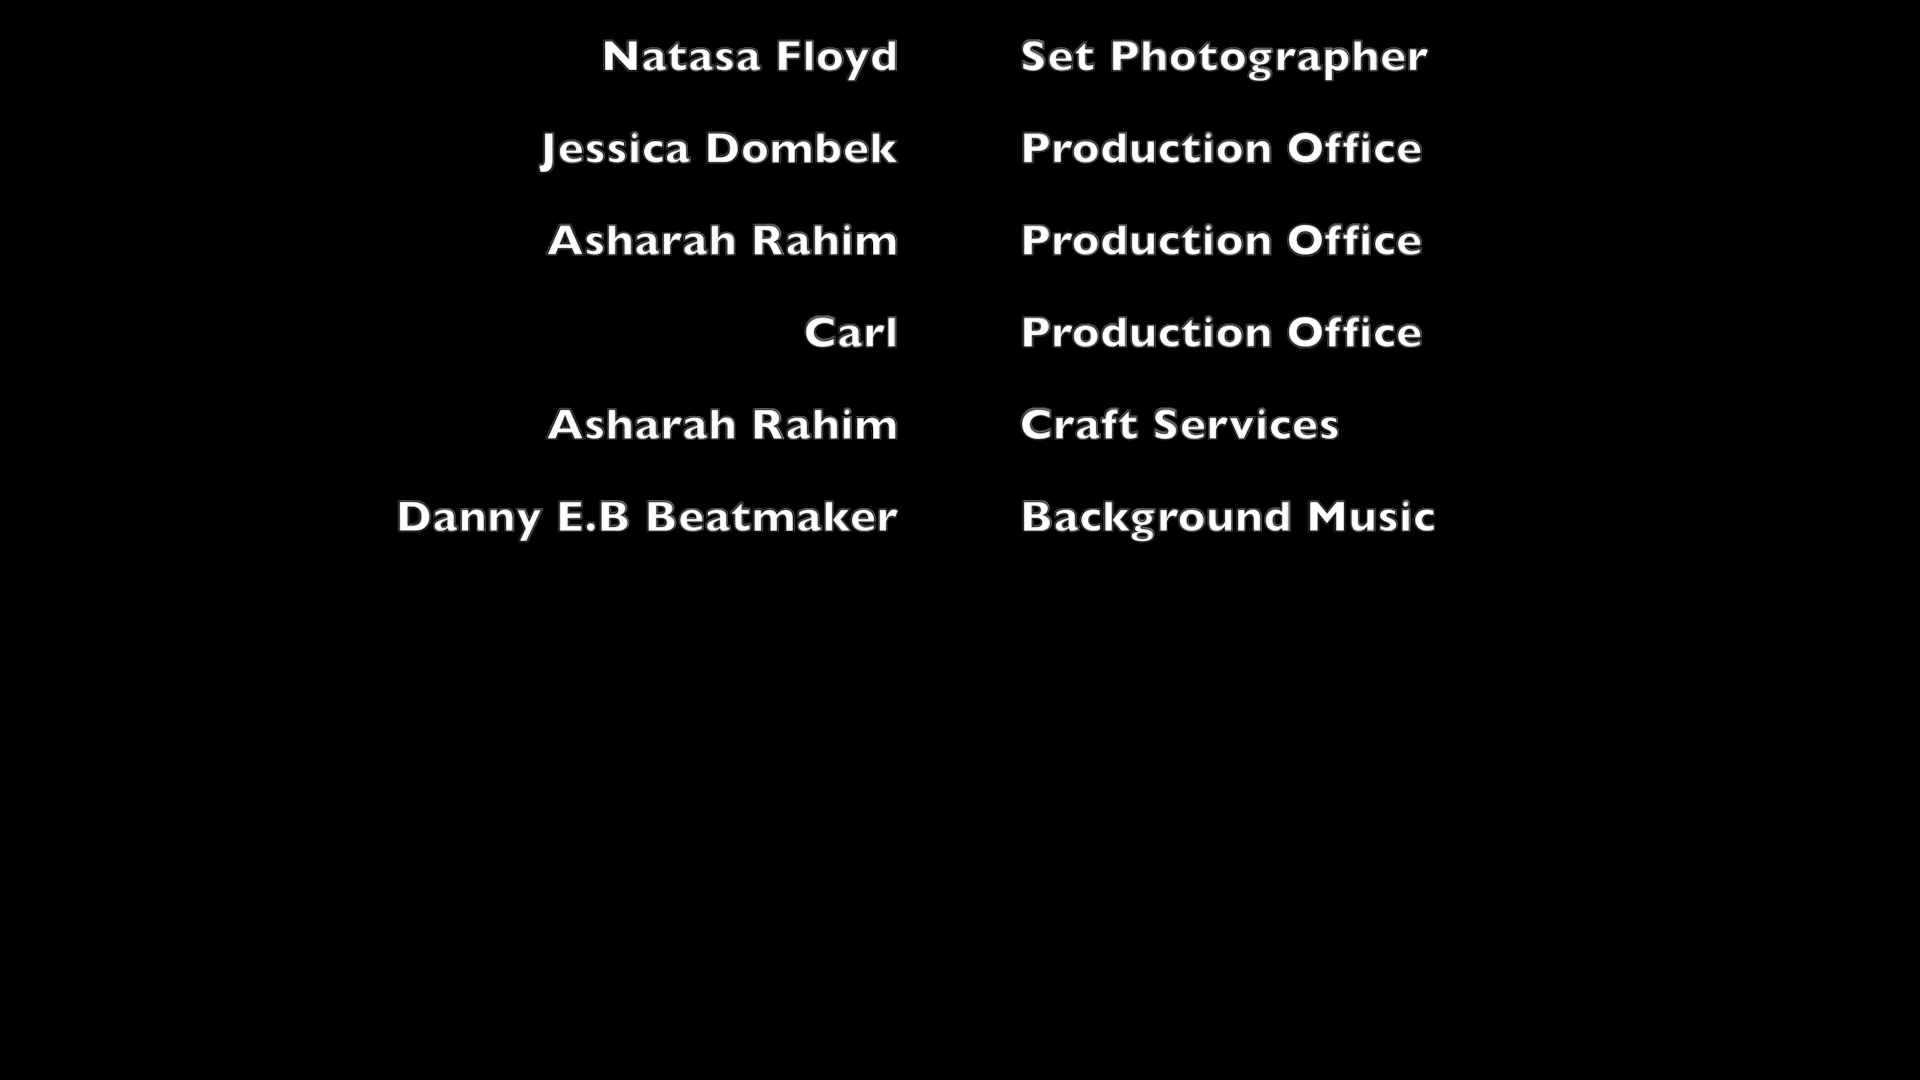 Natasa Floyd Set Photographer
Jessica Dombek Production Office
Asharah Rahim Production Office
Carl Production Office
Asharah Rahim Craft Services
Danny E.B Beatmaker Background Music